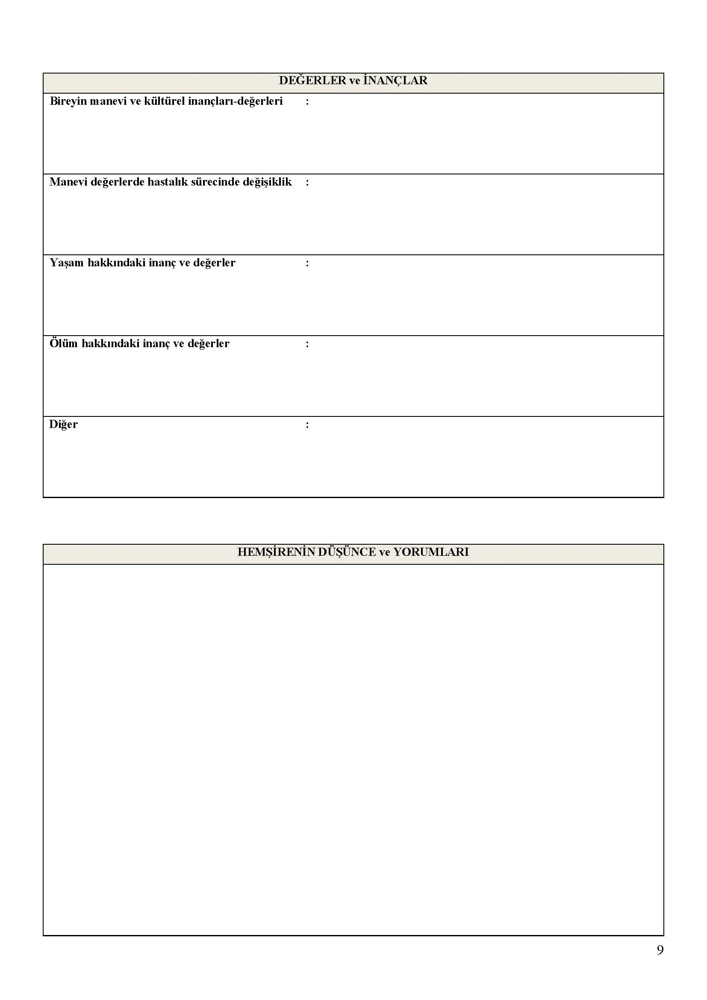 DEĞERLER ve İNANÇLAR
Bireyin manevi ve kültürel inançları-değerleri :
Manevi değerlerde hastalık sürecinde değişiklik :
Yaşam hakkındaki inanç ve değerler :
Ölüm hakkındaki inanç ve değerler :
Diğer :
HEMŞİRENİN DÜŞÜNCE ve YORUMLARI
9